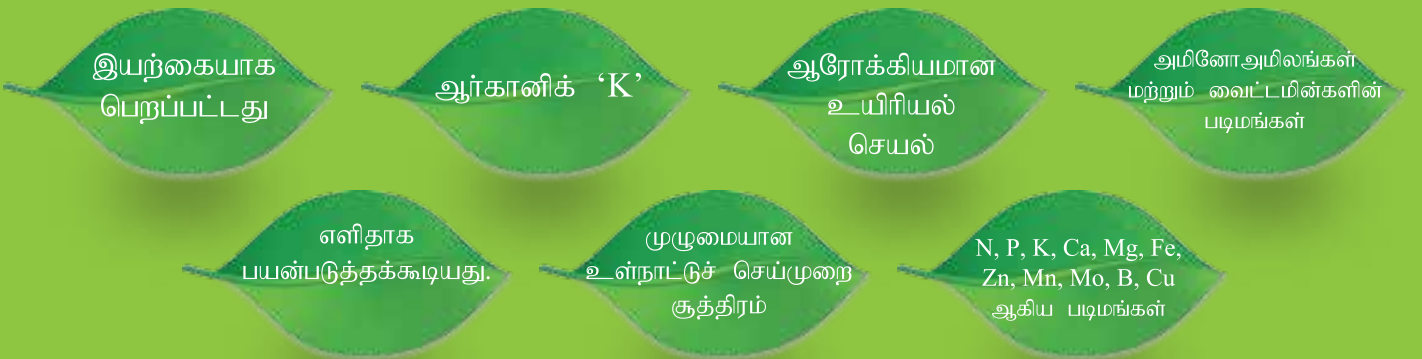 இயற்கையாக
பெறப்பட்டது
ஆர்கானிக் ‘K’
ஆரோக்கியமான
உயிரியல்
செயல்
அமினோஅமிலங்கள்
மற்றும் வைட்டமின்களின்
படிமங்கள்
எளிதாக
பயன்படுத்தக்கூடியது.
முழுமையான
உள்நாட்டுச் செய்முறை
சூத்திரம்
N, P, K, Ca, Mg, Fe,
Zn, Mn, Mo, B, Cu
ஆகிய படிமங்கள்